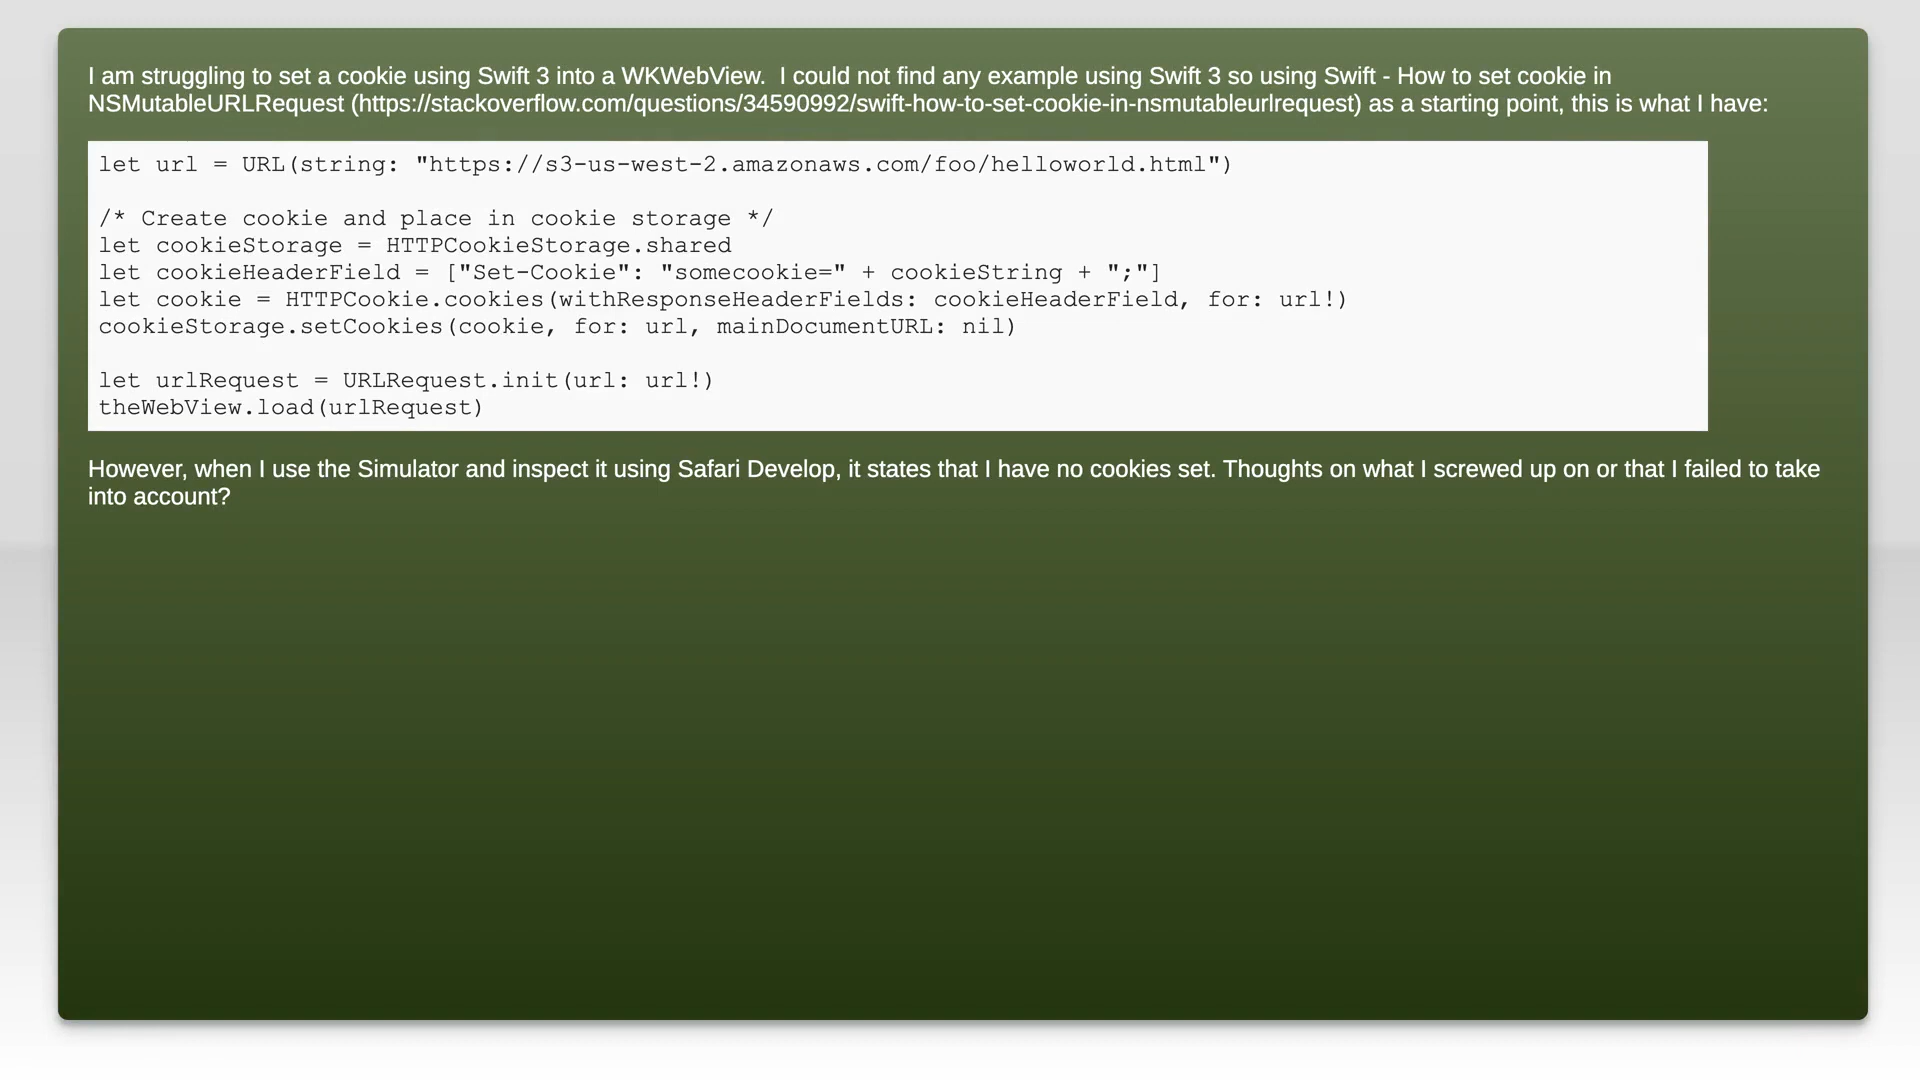 I am struggling to set a cookie using Swift 3 into a WKWebView.  I could not find any example using Swift 3 so using Swift - How to set cookie in
NSMutableURLRequest (https://stackoverflow.com/questions/34590992/swift-how-to-set-cookie-in-nsmutableurlrequest) as a starting point, this is what I have:
let url = URL(string: "https://s3-us-west-2.amazonaws.com/foo/helloworld.html")
/* Create cookie and place in cookie storage */
let cookieStorage = HTTPCookieStorage.shared
let cookieHeaderField = ["Set-Cookie": "somecookie=" + cookieString + ";"]
let cookie = HTTPCookie.cookies(withResponseHeaderFields: cookieHeaderField, for: url!)
cookieStorage.setCookies(cookie, for: url, mainDocumentURL: nil)
let urlRequest = URLRequest.init(url: url!)
theWebView.load(urlRequest)
However, when I use the Simulator and inspect it using Safari Develop, it states that I have no cookies set. Thoughts on what I screwed up on or that I failed to take
into account?